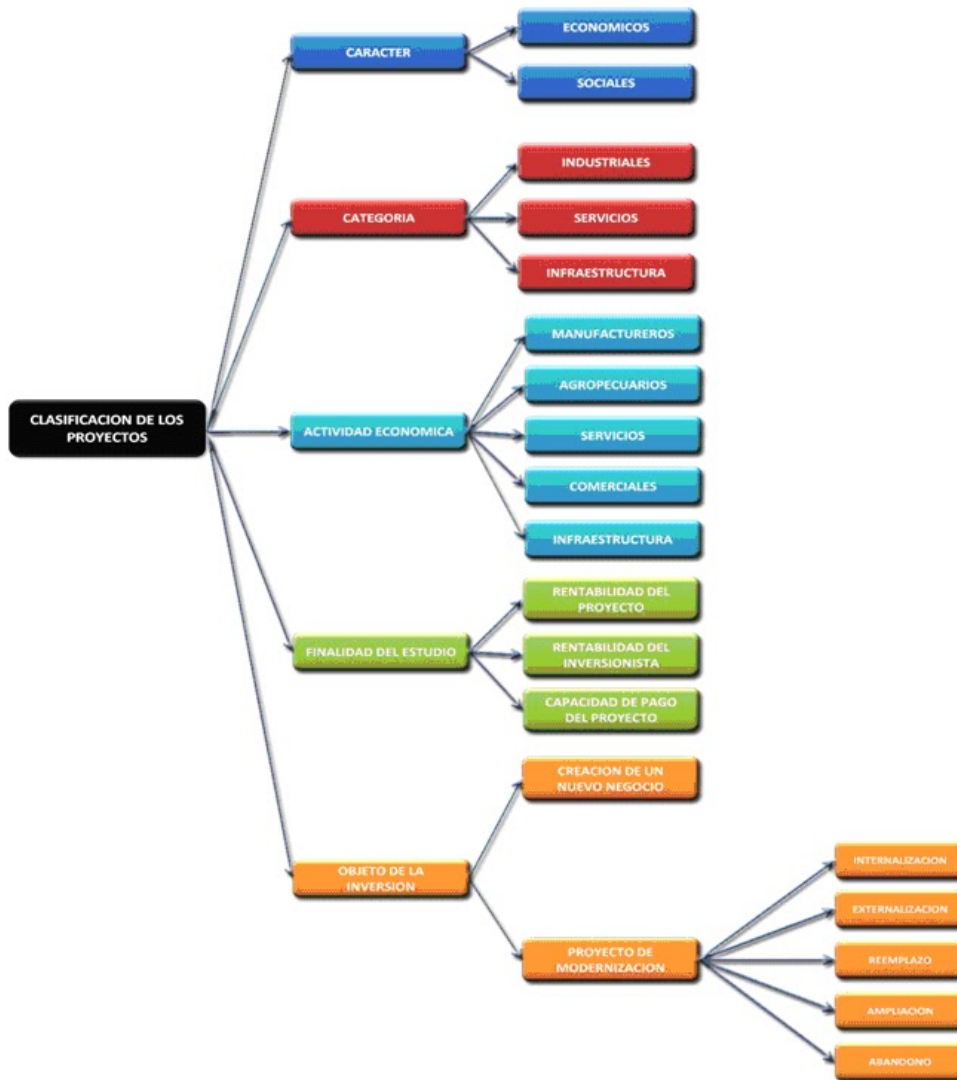 CLASIFICACION DE LOS
PROYECTOS
CARACTER
ECONOMICOS
SOCIALES
CATEGORIA
INDUSTRIALES
SERVICIOS
INFRAESTRUCTURA
ACTIVIDAD ECONOMICA
MANUFACTUREROS
AGROPECUARIOS
SERVICIOS
COMERCIALES
INFRAESTRUCTURA
FINALIDAD DEL ESTUDIO
RENTABILIDAD DEL
PROYECTO
RENTABILIDAD DEL
INVERSIONISTA
CAPACIDAD DE PAGO
DEL PROYECTO
OBJETO DE LA
INVERSION
CREACION DE UN
NUEVO NEGOCIO
PROYECTO DE
MODERNIZACION
INTERNALIZACION
EXTERNALIZACION
REEMPLAZO
AMPLIACIÓN
ABANDONO